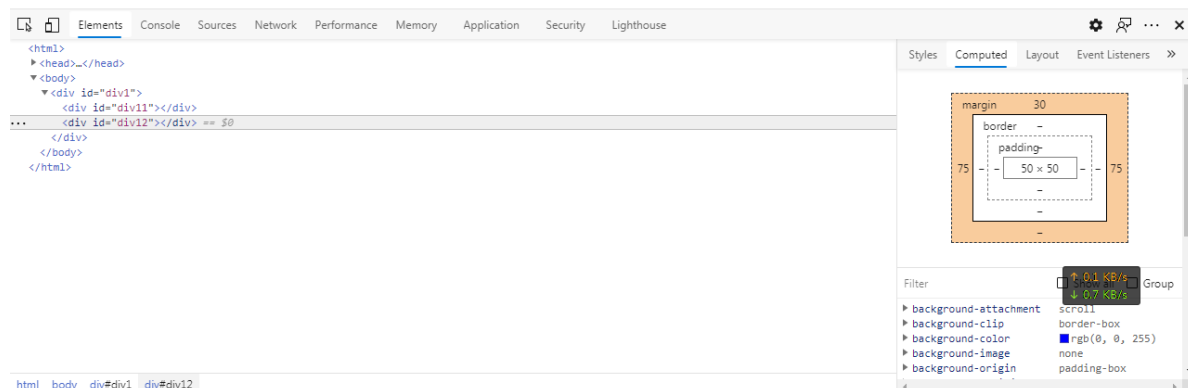 Elements Console Sources Network Performance Memory Application Security Lighthouse
<html>
<head>…</head>
<body>
<div id="div1">
<div id="div11"></div>
<div id="div12"></div> == $0
</div>
</body>
</html>
html body div#div1 div#div12
Styles Computed Layout Event Listeners »
margin 30
border –
padding-
75 – – 50 × 50 – – 75
–
–
–
Filter Show all Group
↑ 0.1 KB/s
↓ 0.7 KB/s
background-attachment scroll
background-clip border-box
background-color rgb(0, 0, 255)
background-image none
background-origin padding-box